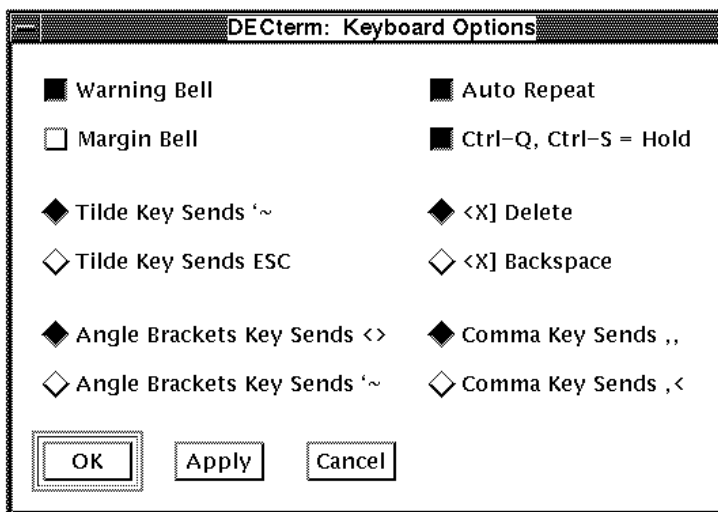 DECterm: Keyboard Options
Warning Bell
Auto Repeat
Margin Bell
Ctrl-Q, Ctrl-S = Hold
Tilde Key Sends ‘~
<X] Delete
Tilde Key Sends ESC
<X] Backspace
Angle Brackets Key Sends <>
Comma Key Sends ,,
Angle Brackets Key Sends ‘~
Comma Key Sends ,<
OK
Apply
Cancel